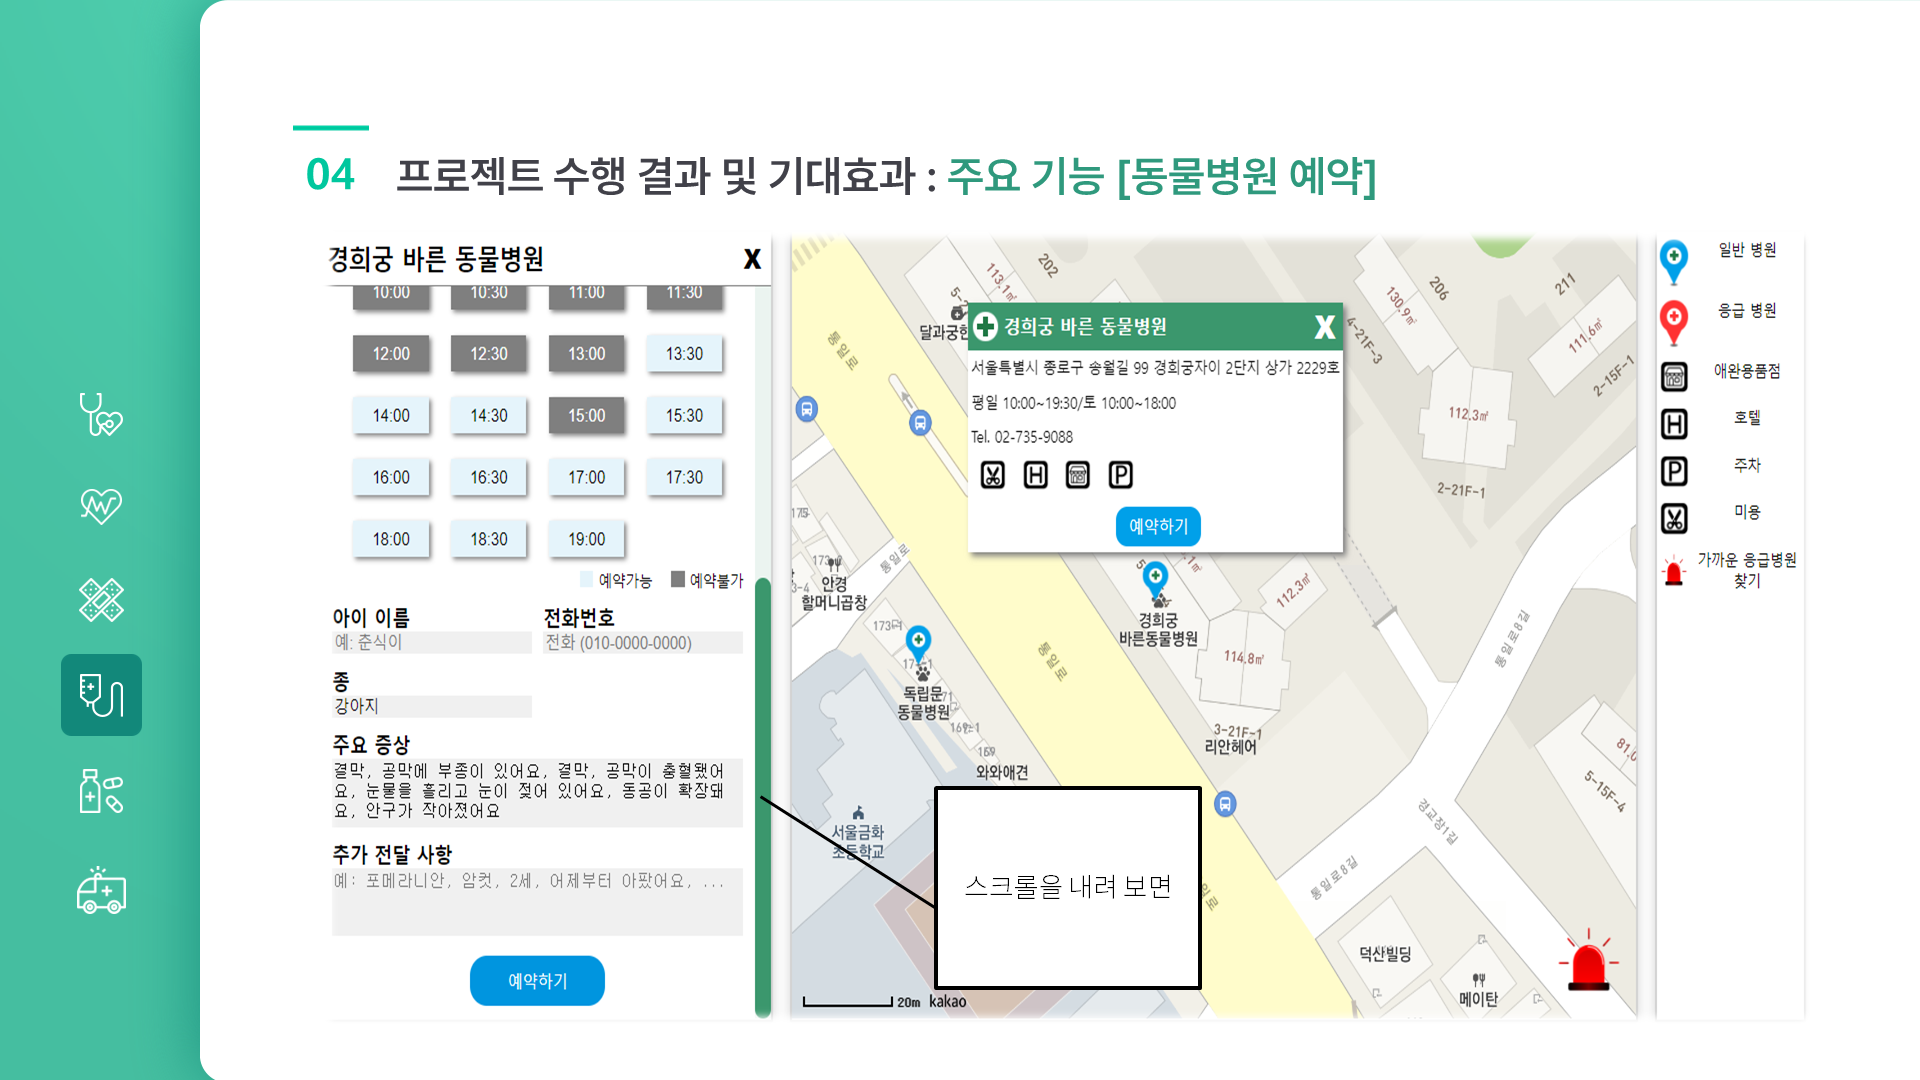 04 프로젝트 수행 결과 및 기대효과 : 주요 기능 [동물병원 예약]
경희궁 바른 동물병원 X
10:00 10:30 11:00 11:30
12:00 12:30 13:00 13:30
14:00 14:30 15:00 15:30
16:00 16:30 17:00 17:30
18:00 18:30 19:00
예약가능 예약불가
아이 이름 전화번호
예: 춘식이 전화 (010-0000-0000)
종
강아지
주요 증상
결막, 공막에 부종이 있어요, 결막, 공막이 충혈됐어
요, 눈물을 흘리고 눈이 젖어 있어요, 동공이 확장돼
요, 안구가 작아졌어요
추가 전달 사항
예: 포메라니안, 암컷, 2세, 어제부터 아팠어요, ...
예약하기
113.1㎡
202
달과궁한
경희궁 바른 동물병원 X
서울특별시 종로구 송월길 99 경희궁자이 2단지 상가 2229호
평일 10:00~19:30/토 10:00~18:00
Tel. 02-735-9088
H P
예약하기
통일로
130.9㎡
206
211
4-21F-3
111.6㎡
2-15F-1
112.3㎡
2-21F-1
통일로
안경
할머니곱창
경희궁
바른동물병원
112.3㎡
114.8㎡
통일로
독립문
동물병원
169-1
169
와와애견
3-21F-1
리안헤어
통일로8길
81.0
5-15F-4
경교장1길
통일로8길
서울금화
초등학교
스크롤을 내려 보면
덕산빌딩
메이탄
20m kakao
일반 병원
응급 병원
애완용품점
H 호텔
P 주차
미용
가까운 응급병원
찾기